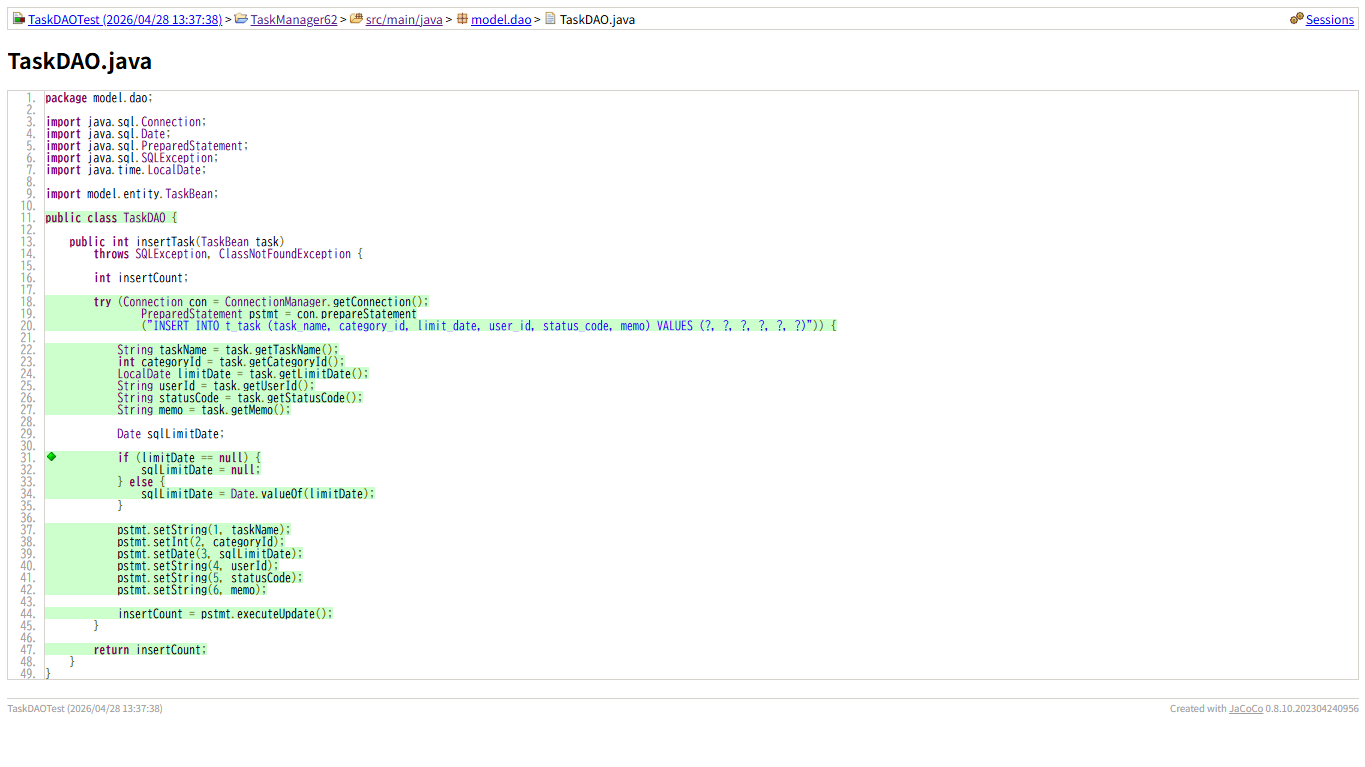 TaskDAOTest (2026/04/28 13:37:38) > TaskManager62 > src/main/java > model.dao > TaskDAO.java Sessions
TaskDAO.java
1. package model.dao;
2.
3. import java.sql.Connection;
4. import java.sql.Date;
5. import java.sql.PreparedStatement;
6. import java.sql.SQLException;
7. import java.time.LocalDate;
8.
9. import model.entity.TaskBean;
10.
11. public class TaskDAO {
12.
13.     public int insertTask(TaskBean task)
14.         throws SQLException, ClassNotFoundException {
15.
16.         int insertCount;
17.
18.         try (Connection con = ConnectionManager.getConnection();
19.                 PreparedStatement pstmt = con.prepareStatement
20.                 ("INSERT INTO t_task (task_name, category_id, limit_date, user_id, status_code, memo) VALUES (?, ?, ?, ?, ?, ?)")) {
21.
22.             String taskName = task.getTaskName();
23.             int categoryId = task.getCategoryId();
24.             LocalDate limitDate = task.getLimitDate();
25.             String userId = task.getUserId();
26.             String statusCode = task.getStatusCode();
27.             String memo = task.getMemo();
28.
29.             Date sqlLimitDate;
30.
31.             if (limitDate == null) {
32.                 sqlLimitDate = null;
33.             } else {
34.                 sqlLimitDate = Date.valueOf(limitDate);
35.             }
36.
37.             pstmt.setString(1, taskName);
38.             pstmt.setInt(2, categoryId);
39.             pstmt.setDate(3, sqlLimitDate);
40.             pstmt.setString(4, userId);
41.             pstmt.setString(5, statusCode);
42.             pstmt.setString(6, memo);
43.
44.             insertCount = pstmt.executeUpdate();
45.         }
46.
47.         return insertCount;
48.     }
49. }
TaskDAOTest (2026/04/28 13:37:38) Created with JaCoCo 0.8.10.202304240956